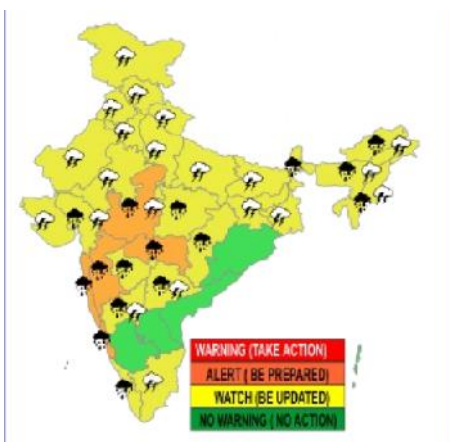 WARNING (TAKE ACTION)
ALERT ( BE PREPARED)
WATCH (BE UPDATED)
NO WARNING ( NO ACTION)